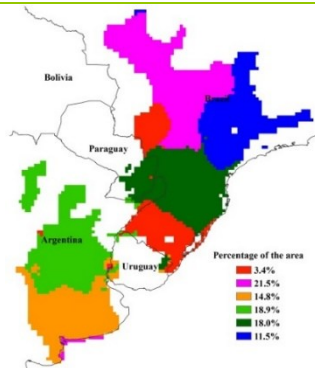 Bolivia
Brazil
Paraguay
Argentina
Uruguay
Percentage of the area
3.4%
21.5%
14.8%
18.9%
18.0%
11.5%